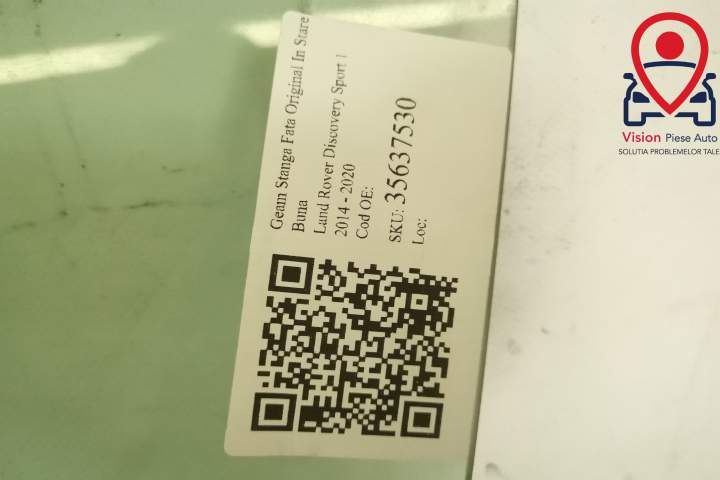 Geam Stanga Fata Original In Stare
Buna
Land Rover Discovery Sport 1
2014 - 2020
Cod OE:
SKU: 35637530
Loc:
Vision Piese Auto
SOLUTIA PROBLEMELOR TALE